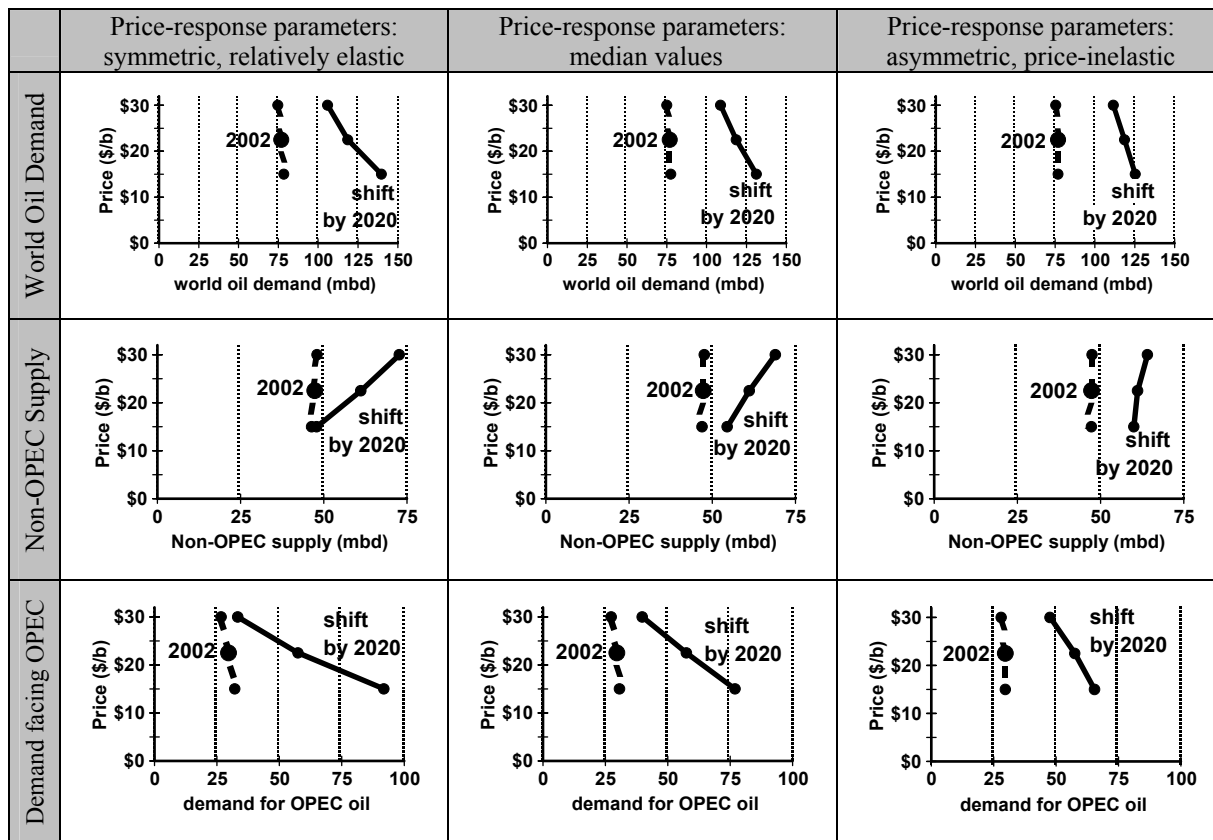 Price-response parameters:
symmetric, relatively elastic
Price-response parameters:
median values
Price-response parameters:
asymmetric, price-inelastic
World Oil Demand
$30
$20
$10
$0
Price ($/b)
2002
shift
by 2020
0 25 50 75 100 125 150
world oil demand (mbd)
$30
$20
$10
$0
Price ($/b)
2002
shift
by 2020
0 25 50 75 100 125 150
world oil demand (mbd)
$30
$20
$10
$0
Price ($/b)
2002
shift
by 2020
0 25 50 75 100 125 150
world oil demand (mbd)
Non-OPEC Supply
$30
$20
$10
$0
Price ($/b)
2002
shift
by 2020
0 25 50 75
Non-OPEC supply (mbd)
$30
$20
$10
$0
Price ($/b)
2002
shift
by 2020
0 25 50 75
Non-OPEC supply (mbd)
$30
$20
$10
$0
Price ($/b)
2002
shift
by 2020
0 25 50 75
Non-OPEC supply (mbd)
Demand facing OPEC
$30
$20
$10
$0
Price ($/b)
2002
shift
by 2020
0 25 50 75 100
demand for OPEC oil
$30
$20
$10
$0
Price ($/b)
2002
shift
by 2020
0 25 50 75 100
demand for OPEC oil
$30
$20
$10
$0
Price ($/b)
2002
shift
by 2020
0 25 50 75 100
demand for OPEC oil